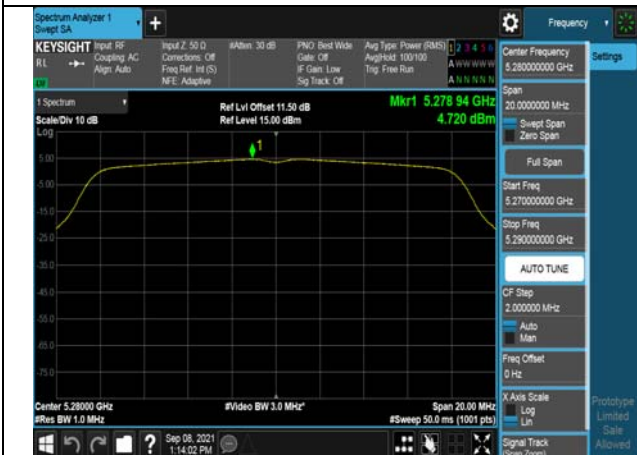 Spectrum Analyzer 1
Swept SA
Frequency
KEYSIGHT
Input: RF
Input Z: 50 Ω
#Atten: 30 dB
PNO: Best Wide
Avg Type: Power (RMS)
1 2 3 4 5 6
RL
Coupling: AC
Corrections: Off
Gate: Off
Avg|Hold: 100/100
A W W W W W
Align: Auto
Freq Ref: Int (S)
IF Gain: Low
Trig: Free Run
NFE: Adaptive
Sig Track: Off
A N N N N N
1 Spectrum
Ref Lvl Offset 11.50 dB
Mkr1 5.278 94 GHz
Scale/Div 10 dB
Ref Level 15.00 dBm
4.720 dBm
Log
1
5.00
-5.00
-15.0
-25.0
-35.0
-45.0
-55.0
-65.0
-75.0
Center 5.28000 GHz
#Video BW 3.0 MHz*
Span 20.00 MHz
#Res BW 1.0 MHz
#Sweep 50.0 ms (1001 pts)
Sep 08, 2021
1:14:02 PM
Center Frequency
5.280000000 GHz
Settings
Span
20.0000000 MHz
Swept Span
Zero Span
Full Span
Start Freq
5.270000000 GHz
Stop Freq
5.290000000 GHz
AUTO TUNE
CF Step
2.000000 MHz
Auto
Man
Freq Offset
0 Hz
X Axis Scale
Log
Lin
Signal Track
(Span Zoom)
Prototype
Limited
Sale
Allowed